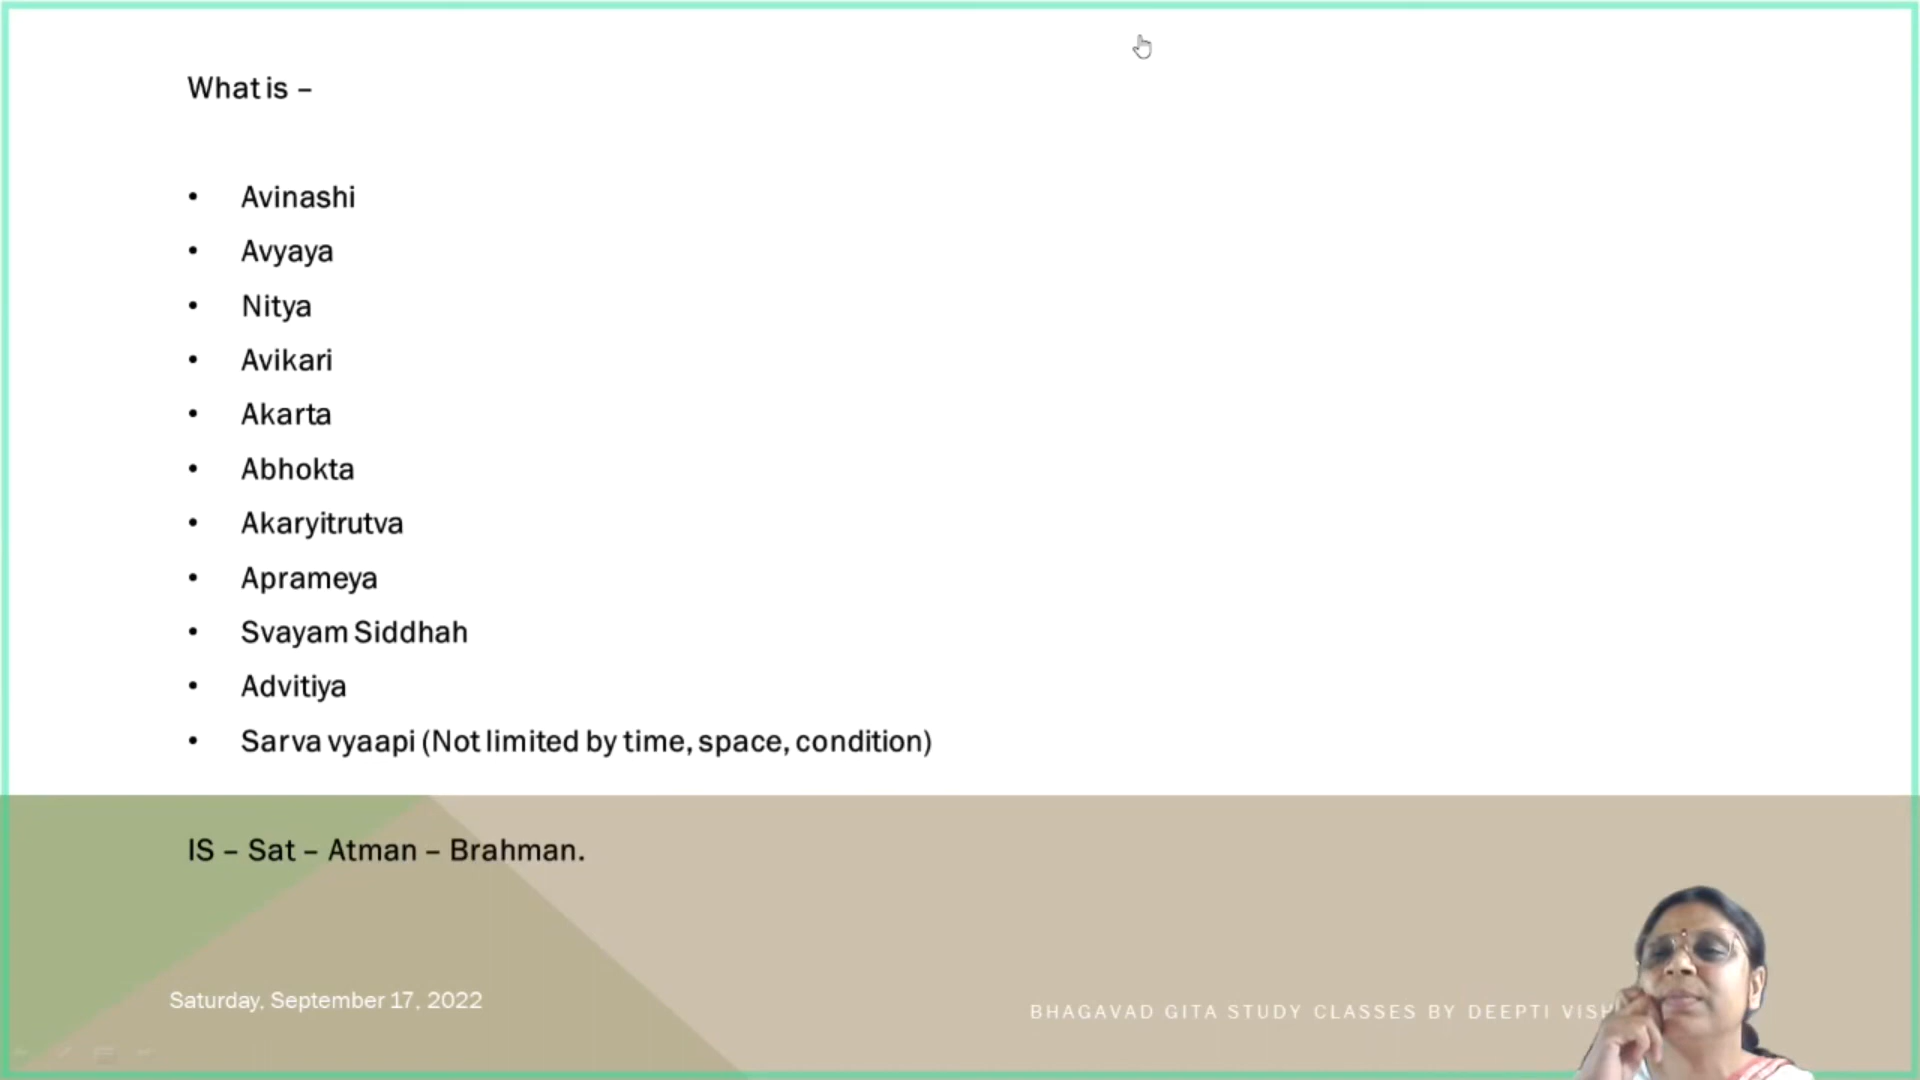 What is –
• Avinashi
• Avyaya
• Nitya
• Avikari
• Akarta
• Abhokta
• Akaryitrutva
• Aprameya
• Svayam Siddhah
• Advitiya
• Sarva vyaapi (Not limited by time, space, condition)
IS – Sat – Atman – Brahman.
Saturday, September 17, 2022
BHAGAVAD GITA STUDY CLASSES BY DEEPTI